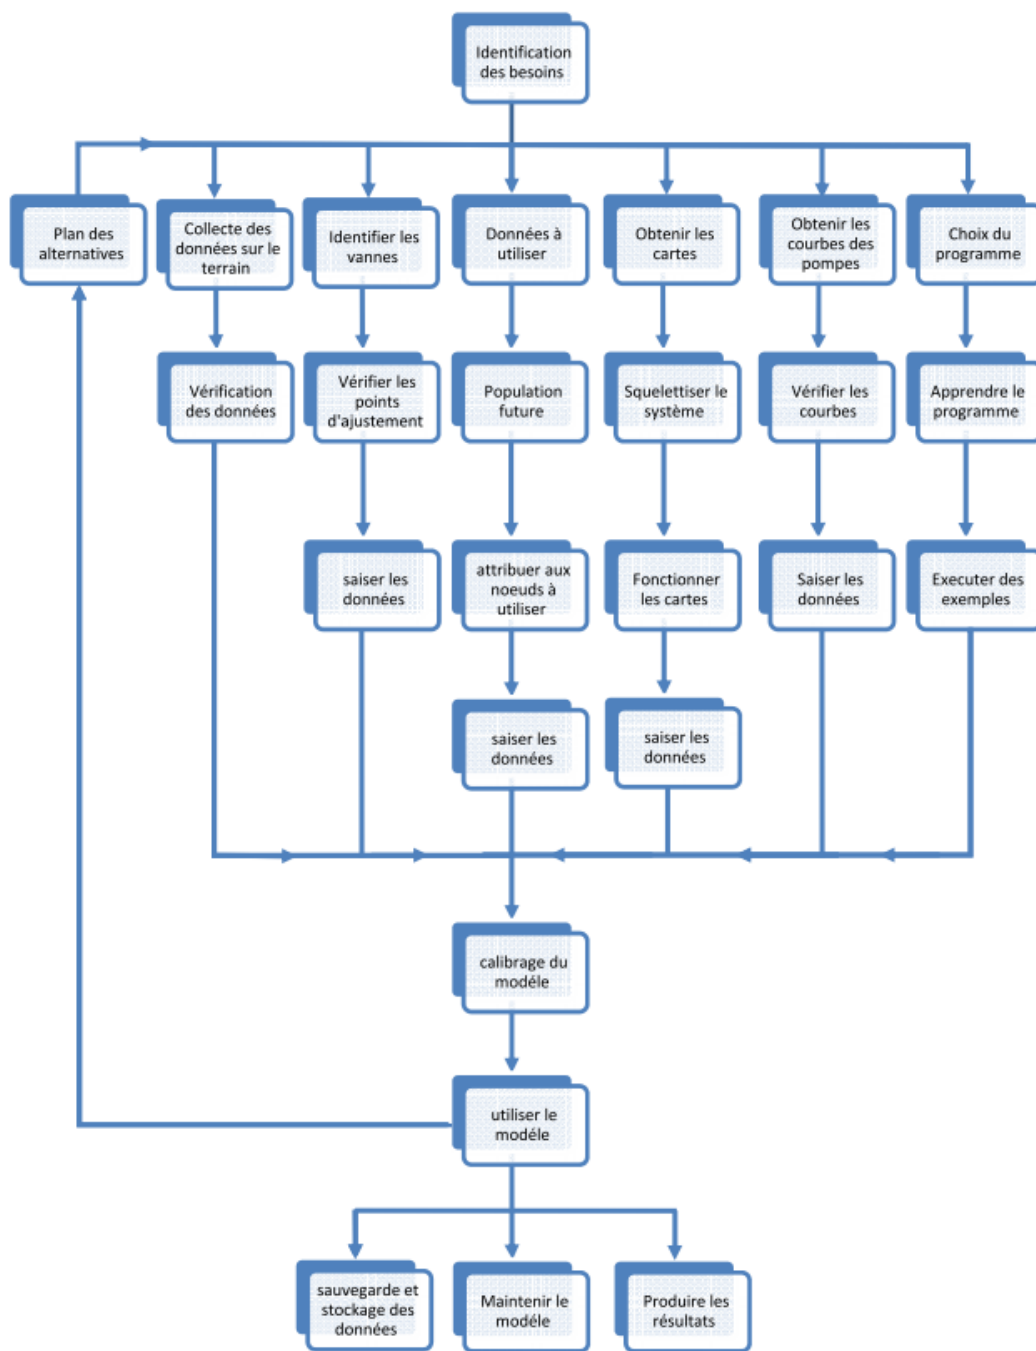 Identification
des besoins
Plan des
alternatives
Collecte des
données sur le
terrain
Identifier les
vannes
Données à
utiliser
Obtenir les
cartes
Obtenir les
courbes des
pompes
Choix du
programme
Vérification
des données
Vérifier les
points
d'ajustement
Population
future
Squelettiser le
système
Vérifier les
courbes
Apprendre le
programme
saiser les
données
attribuer aux
noeuds à
utiliser
Fonctionner
les cartes
Saiser les
données
Executer des
exemples
saiser les
données
saiser les
données
calibrage du
modéle
utiliser le
modéle
sauvegarde et
stockage des
données
Maintenir le
modéle
Produire les
résultats